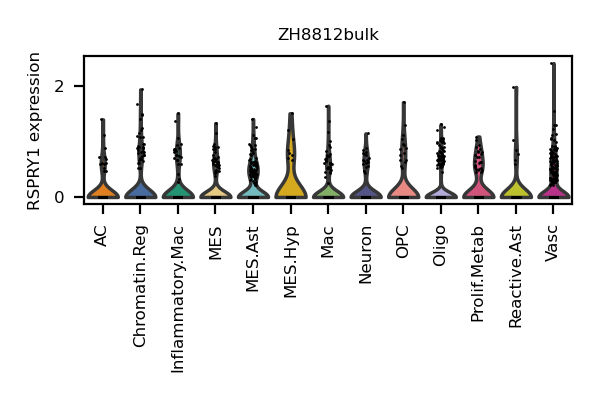 ZH8812bulk
RSPRY1 expression
2
0
AC
Chromatin.Reg
Inflammatory.Mac
MES
MES.Ast
MES.Hyp
Mac
Neuron
OPC
Oligo
Prolif.Metab
Reactive.Ast
Vasc